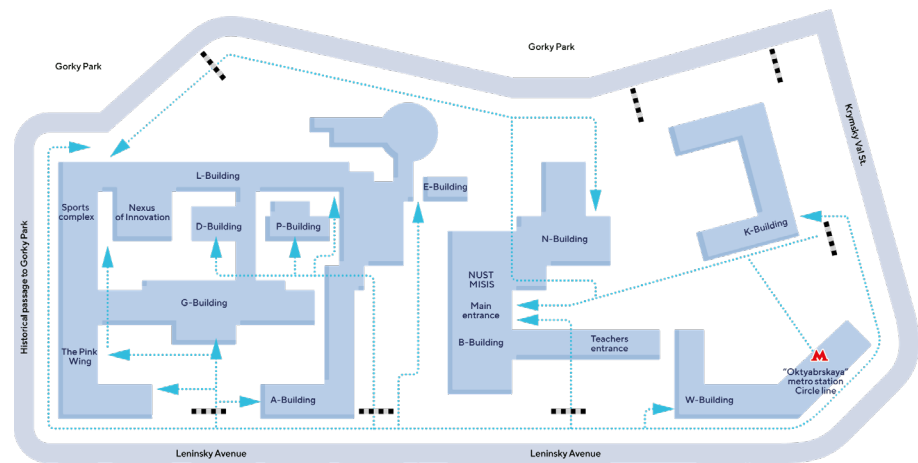 Gorky Park
Gorky Park
Krymsky Val St.
Historical passage to Gorky Park
L-Building
E-Building
Sports
complex
Nexus
of Innovation
D-Building
P-Building
N-Building
K-Building
NUST
MISIS
Main
entrance
G-Building
B-Building
Teachers
entrance
The Pink
Wing
M
"Oktyabrskaya"
metro station
Circle line
A-Building
W-Building
Leninsky Avenue
Leninsky Avenue